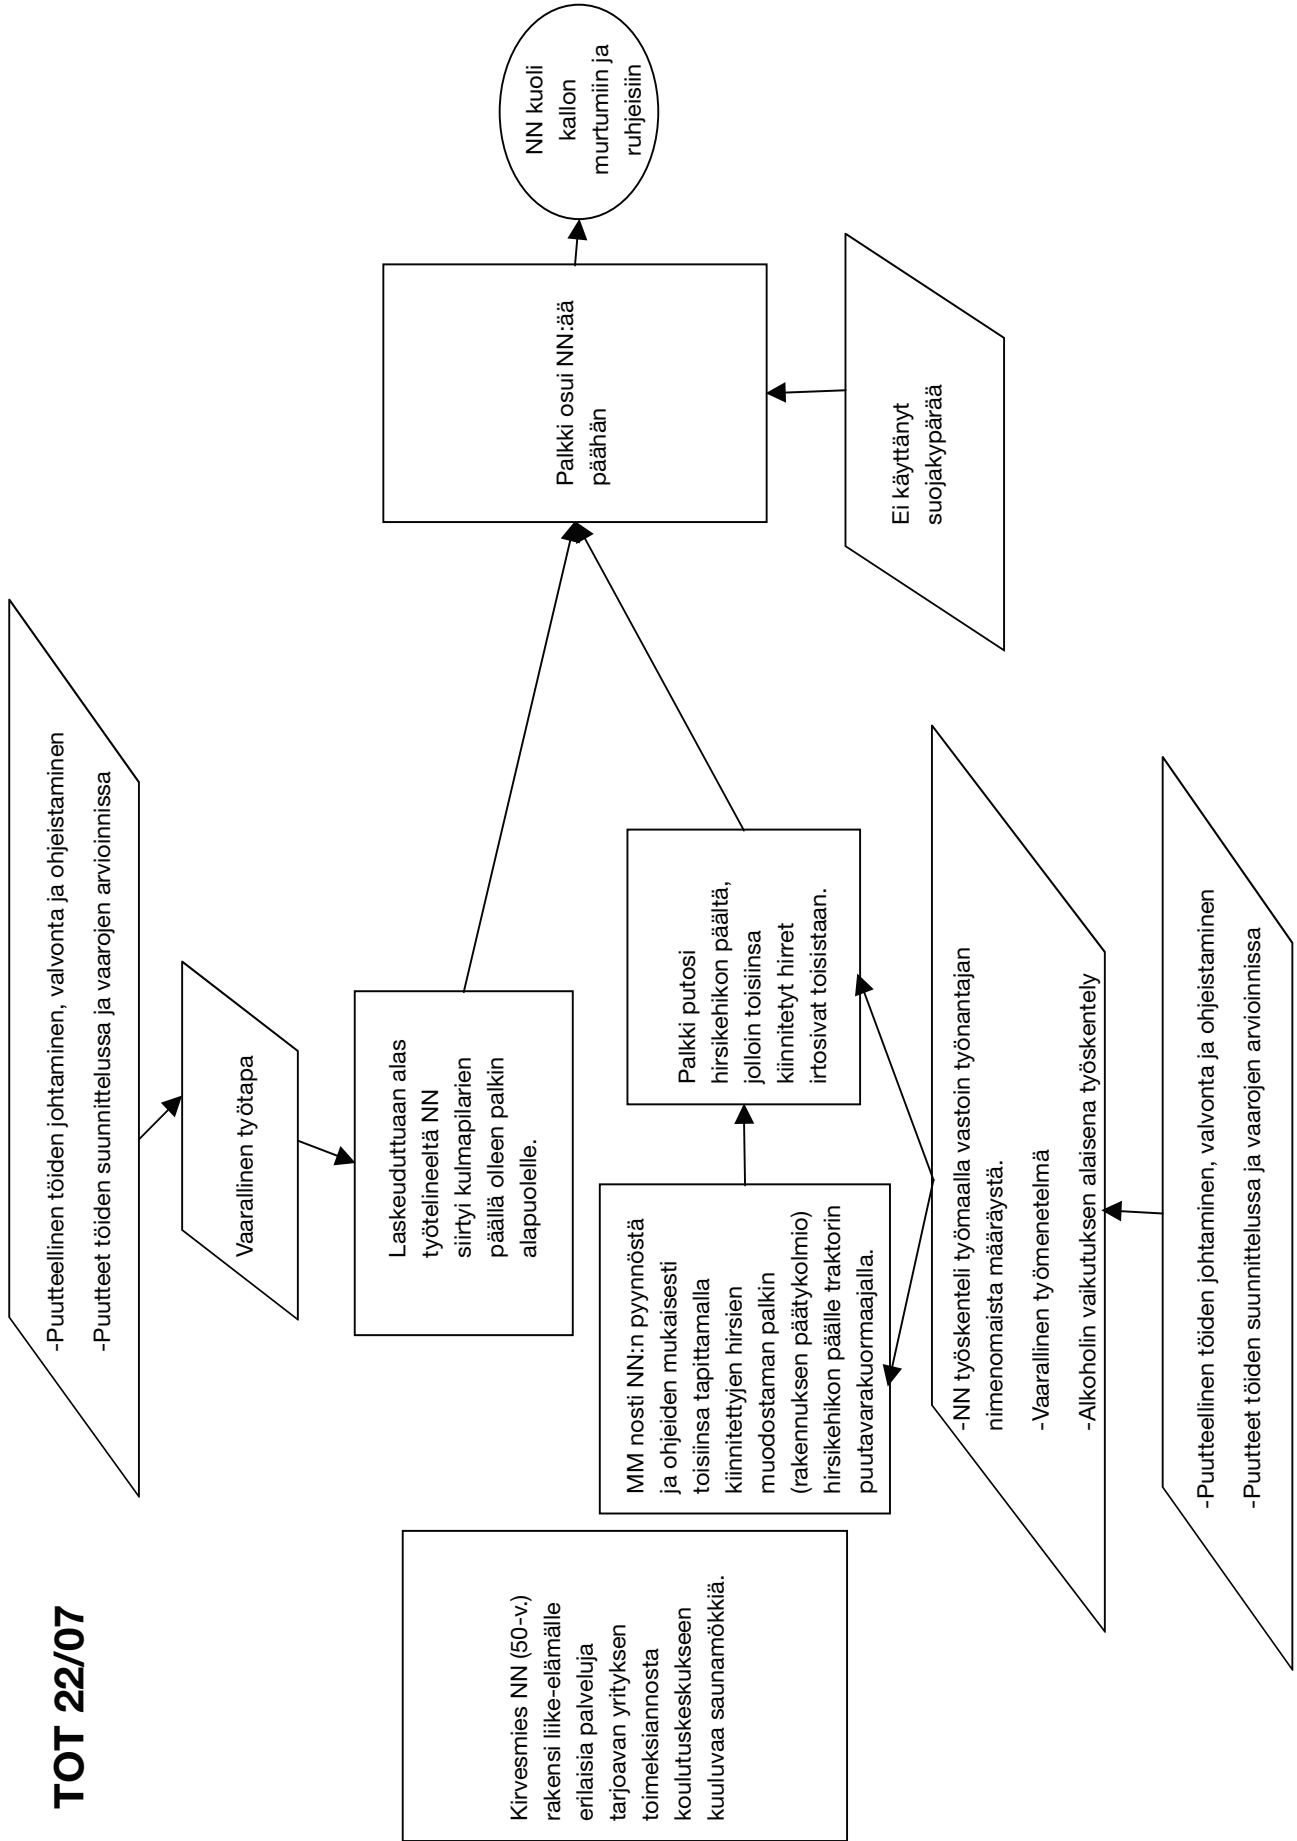 TOT 22/07
-Puutteellinen töiden johtaminen, valvonta ja ohjeistaminen
-Puutteet töiden suunnittelussa ja vaarojen arvioinnissa
Vaarallinen työtapa
Laskeuduttuaan alas
työtelineeltä NN
siirtyi kulmapilarien
päällä olleen palkin
alapuolelle.
Kirvesmies NN (50-v.)
rakensi liike-elämälle
erilaisia palveluja
tarjoavan yrityksen
toimeksiannosta
koulutuskeskukseen
kuuluvaa saunamökkiä.
MM nosti NN:n pyynnöstä
ja ohjeiden mukaisesti
toisiinsa tapittamalla
kiinnitettyjen hirsien
muodostaman palkin
(rakennuksen päätykolmio)
hirsikehikon päälle traktorin
puutavarakuormaajalla.
Palkki putosi
hirsikehikon päältä,
jolloin toisiinsa
kiinnitetyt hirret
irtosivat toisistaan.
Palkki osui NN:ää
päähän
NN kuoli
kallon
murtumiin ja
ruhjeisiin
Ei käyttänyt
suojakypärää
-NN työskenteli työmaalla vastoin työnantajan
nimenomaista määräystä.
-Vaarallinen työmenetelmä
-Alkoholin vaikutuksen alaisena työskentely
-Puutteellinen töiden johtaminen, valvonta ja ohjeistaminen
-Puutteet töiden suunnittelussa ja vaarojen arvioinnissa